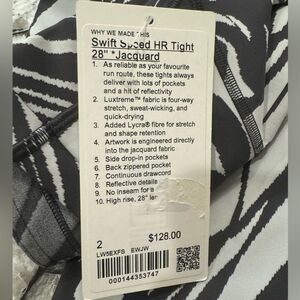 WHY WE MADE THIS
Swift Speed HR Tight
28" *Jacquard
1. As reliable as your favourite
run route, these tights always
deliver with lots of pockets
and a hit of reflectivity
2. Luxtreme™ fabric is four-way
stretch, sweat-wicking, and
quick-drying
3. Added Lycra® fibre for stretch
and shape retention
4. Artwork is engineered directly
into the jacquard fabric
5. Side drop-in pockets
6. Back zippered pocket
7. Continuous drawcord
8. Reflective details
9. No inseam for a
10. High rise, 28"
2 $128.00
LW5EXFS EWJW
000144353747